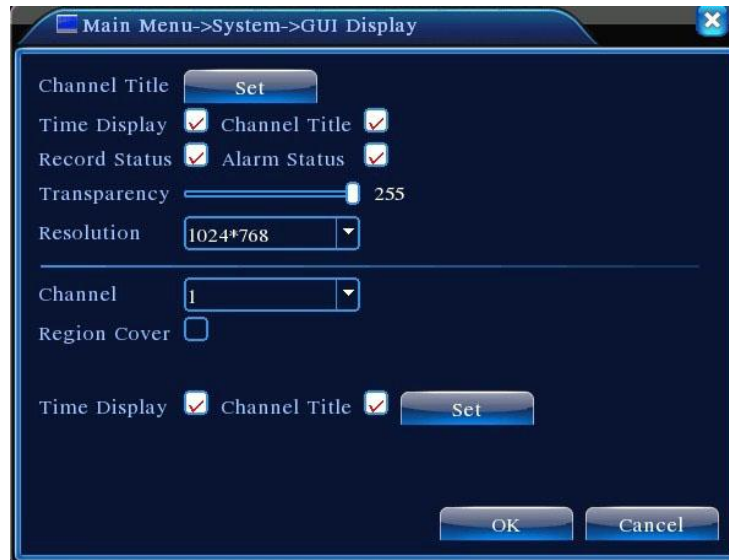 Main Menu->System->GUI Display
Channel Title Set
Time Display Channel Title
Record Status Alarm Status
Transparency 255
Resolution 1024*768
Channel 1
Region Cover
Time Display Channel Title Set
OK Cancel